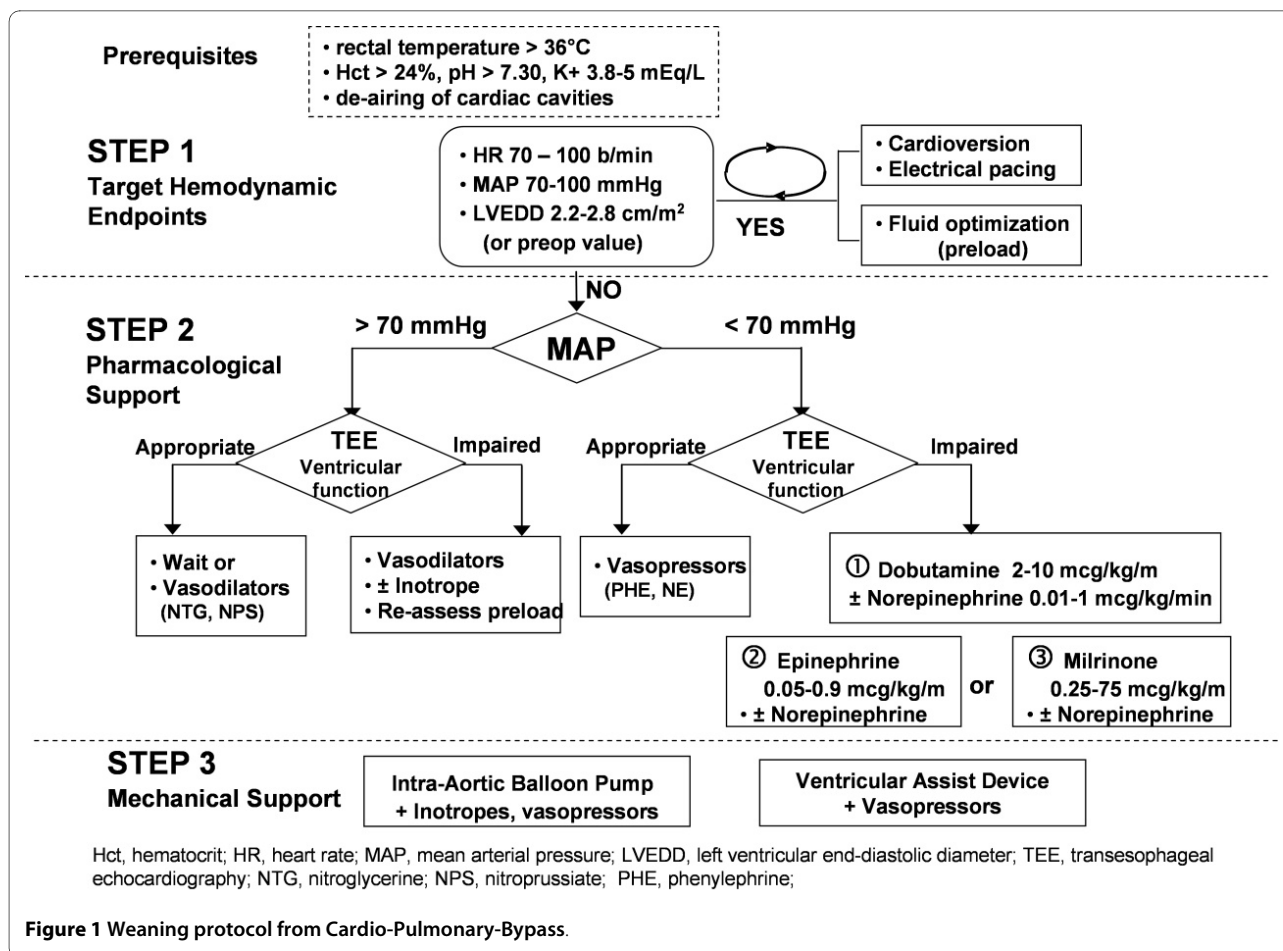 Prerequisites
• rectal temperature > 36°C
• Hct > 24%, pH > 7.30, K+ 3.8-5 mEq/L
• de-airing of cardiac cavities
STEP 1
Target Hemodynamic
Endpoints
• HR 70 – 100 b/min
• MAP 70-100 mmHg
• LVEDD 2.2-2.8 cm/m²
(or preop value)
YES
• Cardioversion
• Electrical pacing
• Fluid optimization
(preload)
NO
STEP 2
Pharmacological
Support
> 70 mmHg
MAP
< 70 mmHg
Appropriate
TEE
Ventricular
function
Impaired
Appropriate
TEE
Ventricular
function
Impaired
• Wait or
• Vasodilators
(NTG, NPS)
• Vasodilators
• ± Inotrope
• Re-assess preload
• Vasopressors
(PHE, NE)
① Dobutamine 2-10 mcg/kg/m
± Norepinephrine 0.01-1 mcg/kg/min
② Epinephrine
0.05-0.9 mcg/kg/m
• ± Norepinephrine
or
③ Milrinone
0.25-75 mcg/kg/m
• ± Norepinephrine
STEP 3
Mechanical Support
Intra-Aortic Balloon Pump
+ Inotropes, vasopressors
Ventricular Assist Device
+ Vasopressors
Hct, hematocrit; HR, heart rate; MAP, mean arterial pressure; LVEDD, left ventricular end-diastolic diameter; TEE, transesophageal
echocardiography; NTG, nitroglycerine; NPS, nitroprussiate; PHE, phenylephrine;
Figure 1 Weaning protocol from Cardio-Pulmonary-Bypass.